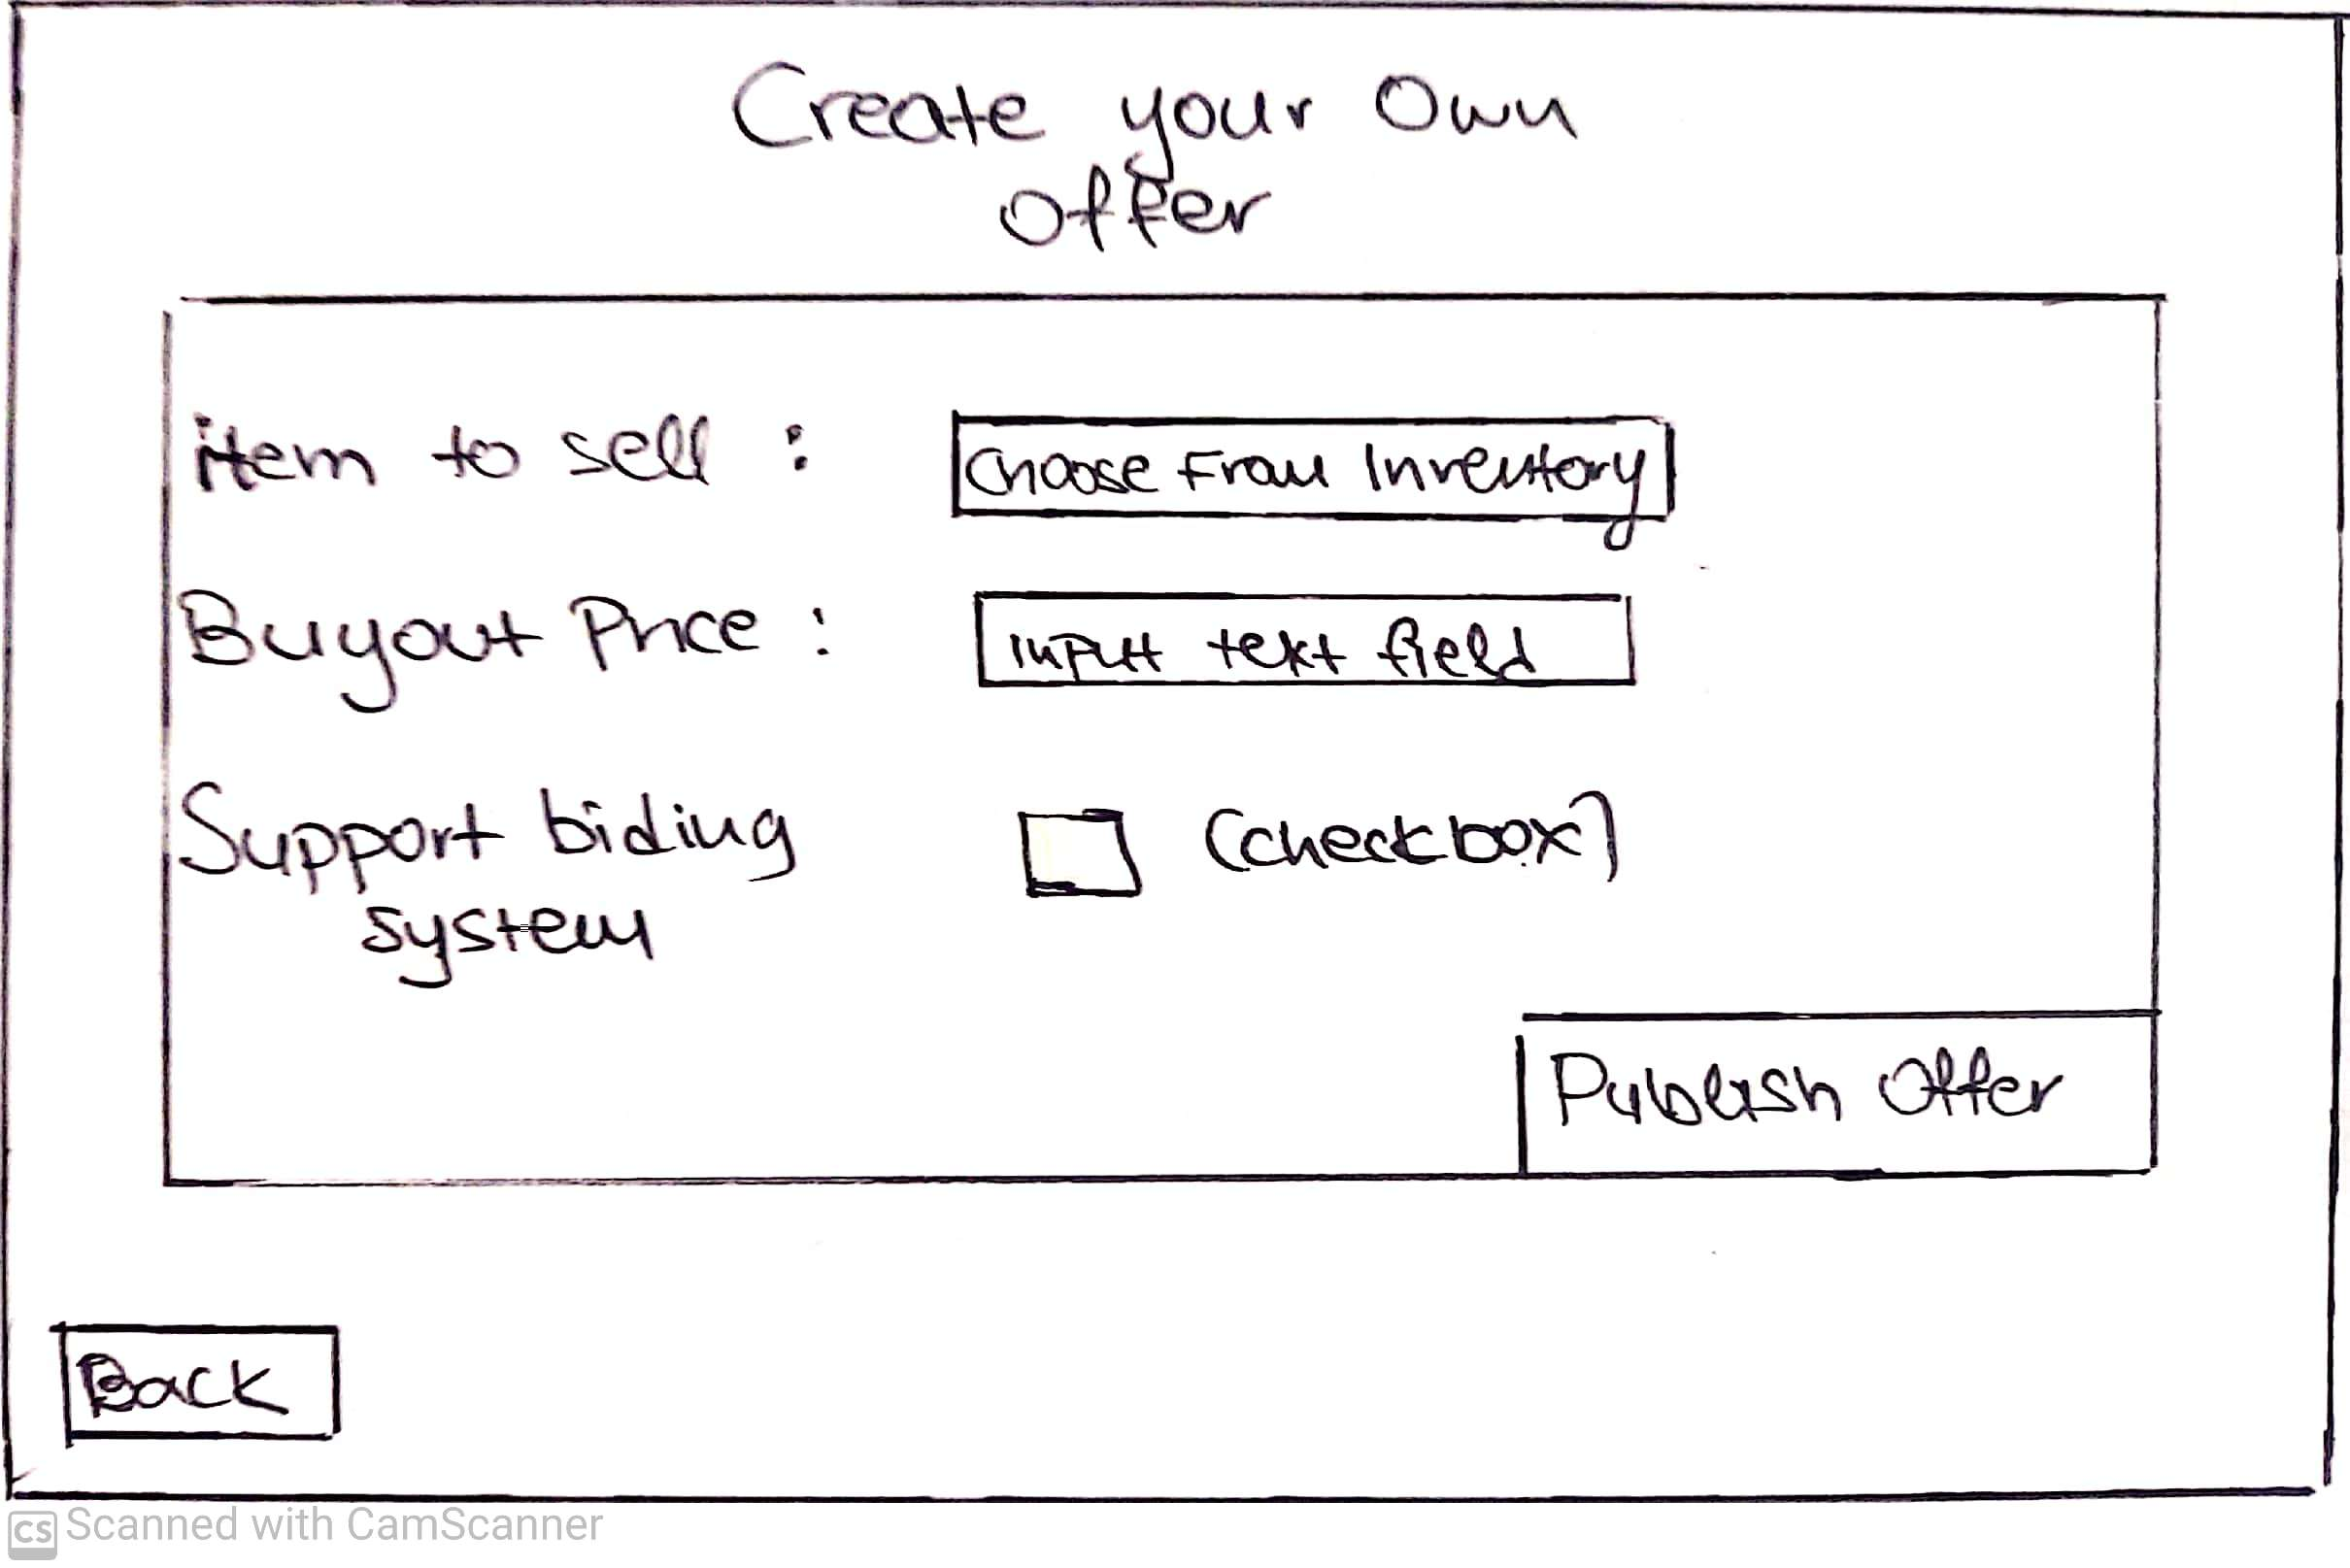 Create your Own
Offer
item to sell :
Choose From Inventory
Buyout Price :
input text field
Support biding
system
(checkbox)
Publish Offer
Back
CS Scanned with CamScanner